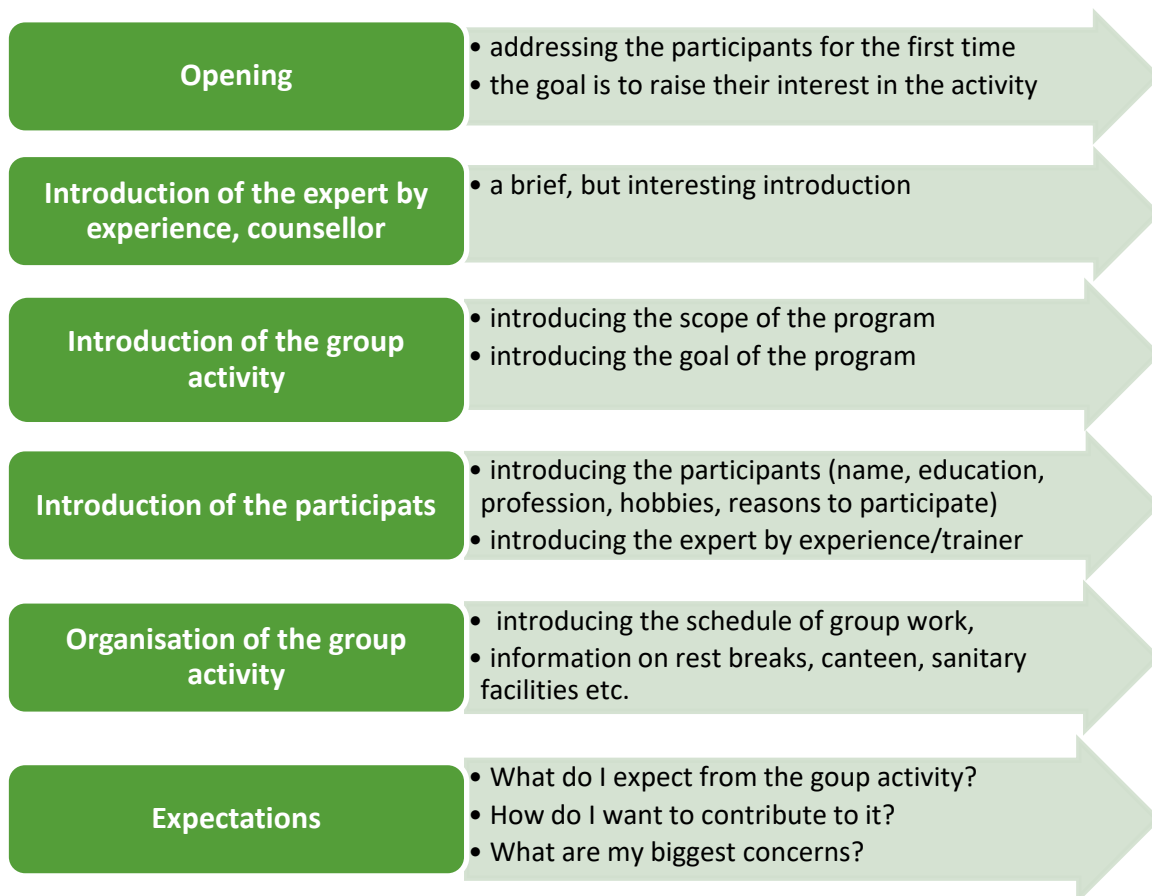 Opening
• addressing the participants for the first time
• the goal is to raise their interest in the activity
Introduction of the expert by
experience, counsellor
• a brief, but interesting introduction
Introduction of the group
activity
• introducing the scope of the program
• introducing the goal of the program
Introduction of the participats
• introducing the participants (name, education,
profession, hobbies, reasons to participate)
• introducing the expert by experience/trainer
Organisation of the group
activity
• introducing the schedule of group work,
• information on rest breaks, canteen, sanitary
facilities etc.
Expectations
• What do I expect from the goup activity?
• How do I want to contribute to it?
• What are my biggest concerns?